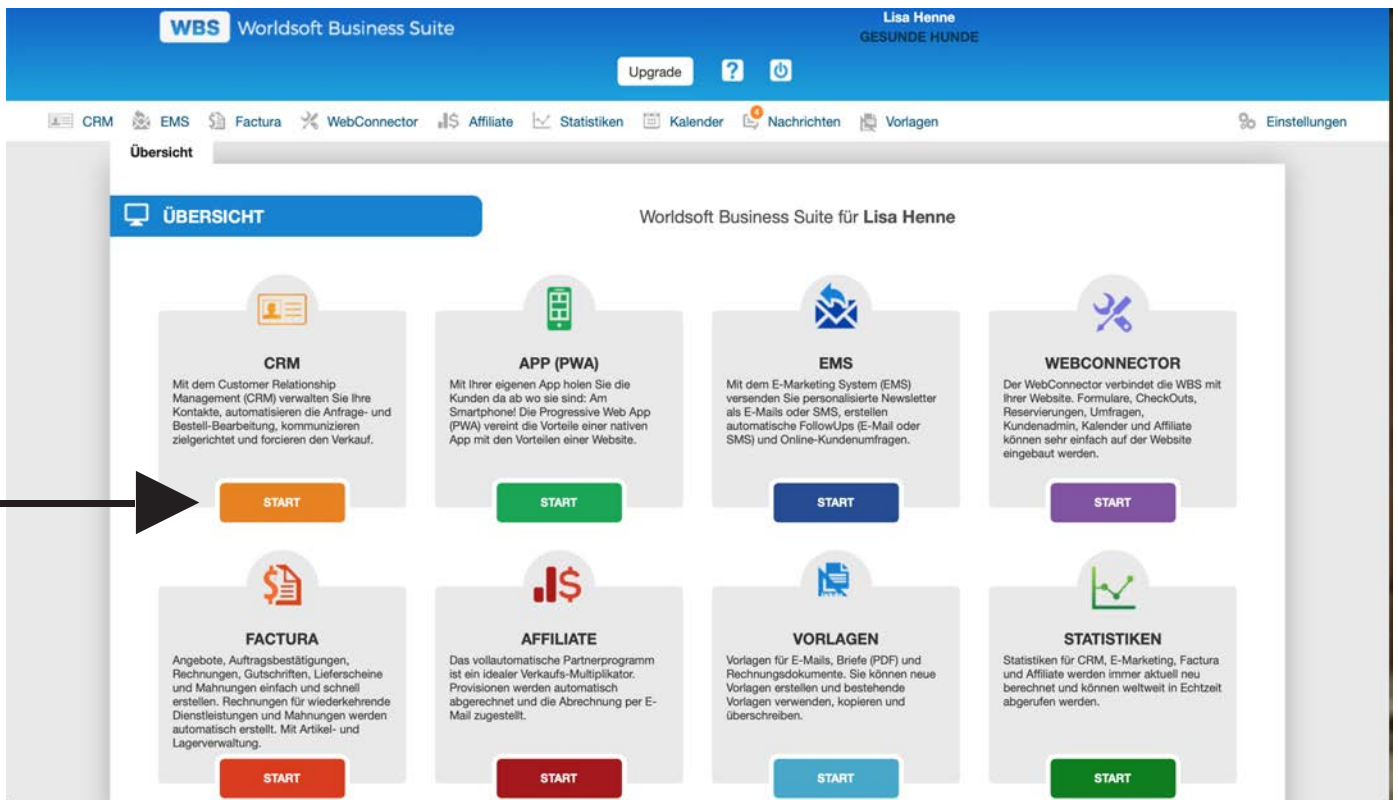 WBS Worldsoft Business Suite
Lisa Henne
GESUNDE HUNDE
Upgrade ?
CRM EMS Factura WebConnector Affiliate Statistiken Kalender 4 Nachrichten Vorlagen Einstellungen
Übersicht
ÜBERSICHT
Worldsoft Business Suite für Lisa Henne
CRM
Mit dem Customer Relationship
Management (CRM) verwalten Sie Ihre
Kontakte, automatisieren die Anfrage- und
Bestell-Bearbeitung, kommunizieren
zielgerichtet und forcieren den Verkauf.
START
APP (PWA)
Mit Ihrer eigenen App holen Sie die
Kunden da ab wo sie sind: Am
Smartphone! Die Progressive Web App
(PWA) vereint die Vorteile einer nativen
App mit den Vorteilen einer Website.
START
EMS
Mit dem E-Marketing System (EMS)
versenden Sie personalisierte Newsletter
als E-Mails oder SMS, erstellen
automatische FollowUps (E-Mail oder
SMS) und Online-Kundenumfragen.
START
WEBCONNECTOR
Der WebConnector verbindet die WBS mit
Ihrer Website. Formulare, CheckOuts,
Reservierungen, Umfragen,
Kundenadmin, Kalender und Affiliate
können sehr einfach auf der Website
eingebaut werden.
START
FACTURA
Angebote, Auftragsbestätigungen,
Rechnungen, Gutschriften, Lieferscheine
und Mahnungen einfach und schnell
erstellen. Rechnungen für wiederkehrende
Dienstleistungen und Mahnungen werden
automatisch erstellt. Mit Artikel- und
Lagerverwaltung.
START
AFFILIATE
Das vollautomatische Partnerprogramm
ist ein idealer Verkaufs-Multiplikator.
Provisionen werden automatisch
abgerechnet und die Abrechnung per E-
Mail zugestellt.
START
VORLAGEN
Vorlagen für E-Mails, Briefe (PDF) und
Rechnungsdokumente. Sie können neue
Vorlagen erstellen und bestehende
Vorlagen verwenden, kopieren und
überschreiben.
START
STATISTIKEN
Statistiken für CRM, E-Marketing, Factura
und Affiliate werden immer aktuell neu
berechnet und können weltweit in Echtzeit
abgerufen werden.
START